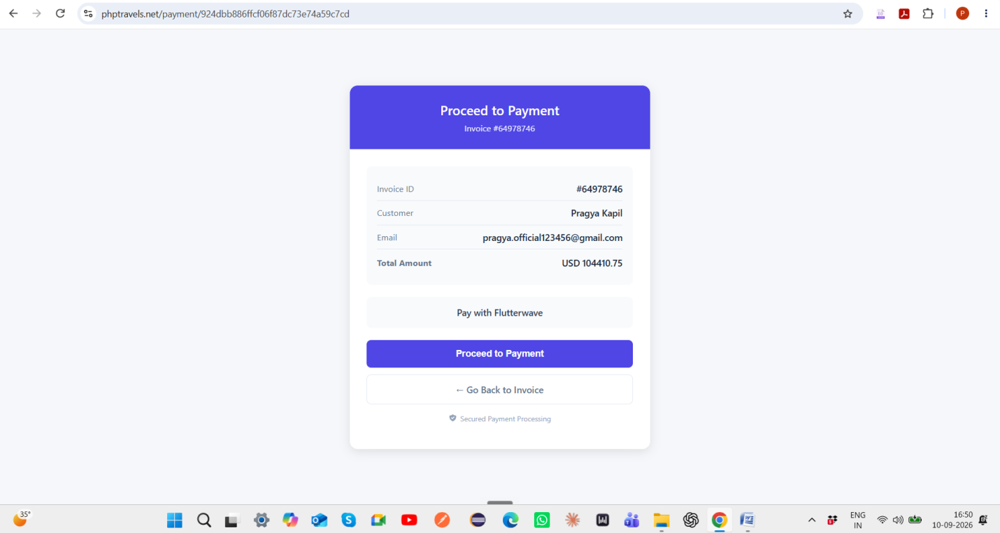 phptravels.net/payment/924dbb886ffcf06f87dc73e74a59c7cd
P
Proceed to Payment
Invoice #64978746
Invoice ID #64978746
Customer Pragya Kapil
Email pragya.official123456@gmail.com
Total Amount USD 104410.75
Pay with Flutterwave
Proceed to Payment
← Go Back to Invoice
Secured Payment Processing
35°
ENG
IN
16:50
10-09-2026